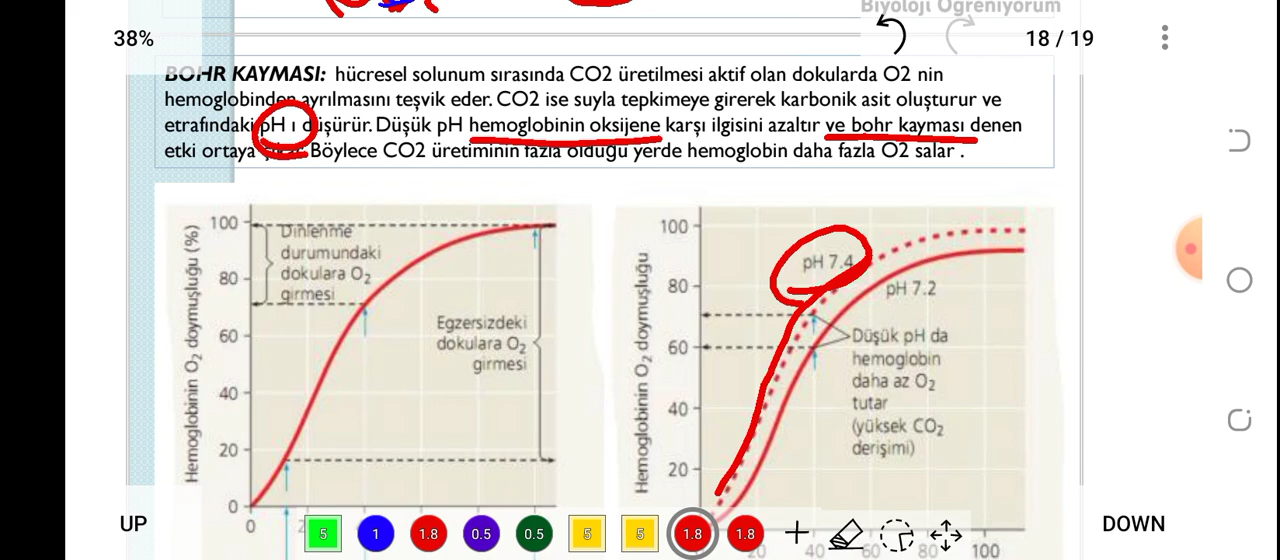 Biyoloji Öğreniyorum
38%
18 / 19
BOHR KAYMASI: hücresel solunum sırasında CO2 üretilmesi aktif olan dokularda O2 nin
hemoglobinden ayrılmasını teşvik eder. CO2 ise suyla tepkimeye girerek karbonik asit oluşturur ve
etrafındaki pH ı düşürür. Düşük pH hemoglobinin oksijene karşı ilgisini azaltır ve bohr kayması denen
etki ortaya çıkar. Böylece CO2 üretiminin fazla olduğu yerde hemoglobin daha fazla O2 salar .
Hemoglobinin O2 doymuşluğu (%)
100
80
60
40
20
0
0
Dinlenme
durumundaki
dokulara O2
girmesi
Egzersizdeki
dokulara O2
girmesi
Hemoglobinin O2 doymuşluğu
100
80
60
40
20
pH 7.4
pH 7.2
Düşük pH da
hemoglobin
daha az O2
tutar
(yüksek CO2
derişimi)
20
60
80
100
UP
5
1
1.8
0.5
0.5
5
5
1.8
1.8
DOWN